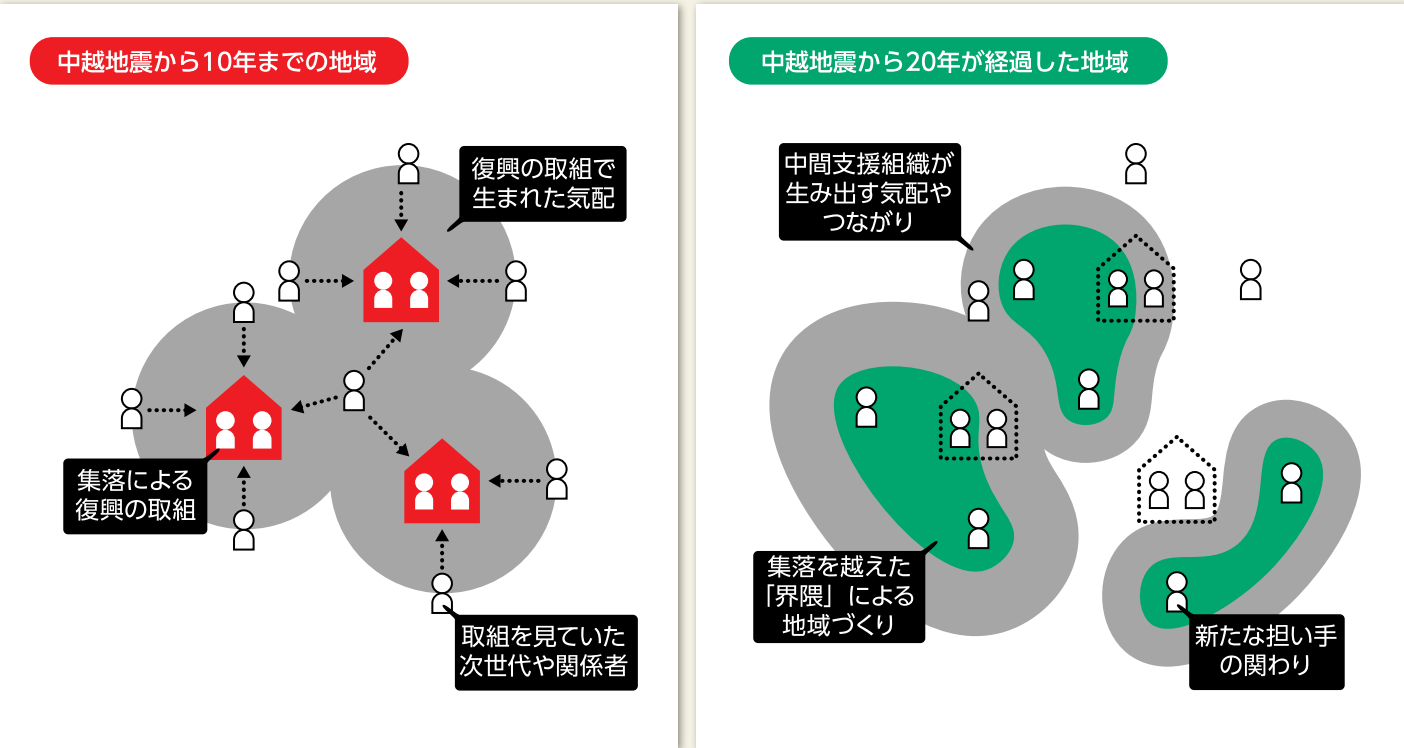 中越地震から10年までの地域
復興の取組で
生まれた気配
集落による
復興の取組
取組を見ていた
次世代や関係者
中越地震から20年が経過した地域
中間支援組織が
生み出す気配や
つながり
集落を越えた
「界隈」による
地域づくり
新たな担い手
の関わり